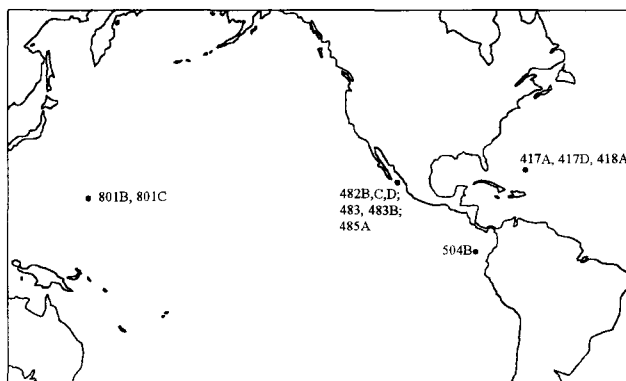 417A, 417D, 418A
801B, 801C
482B,C,D;
483, 483B;
485A
504B